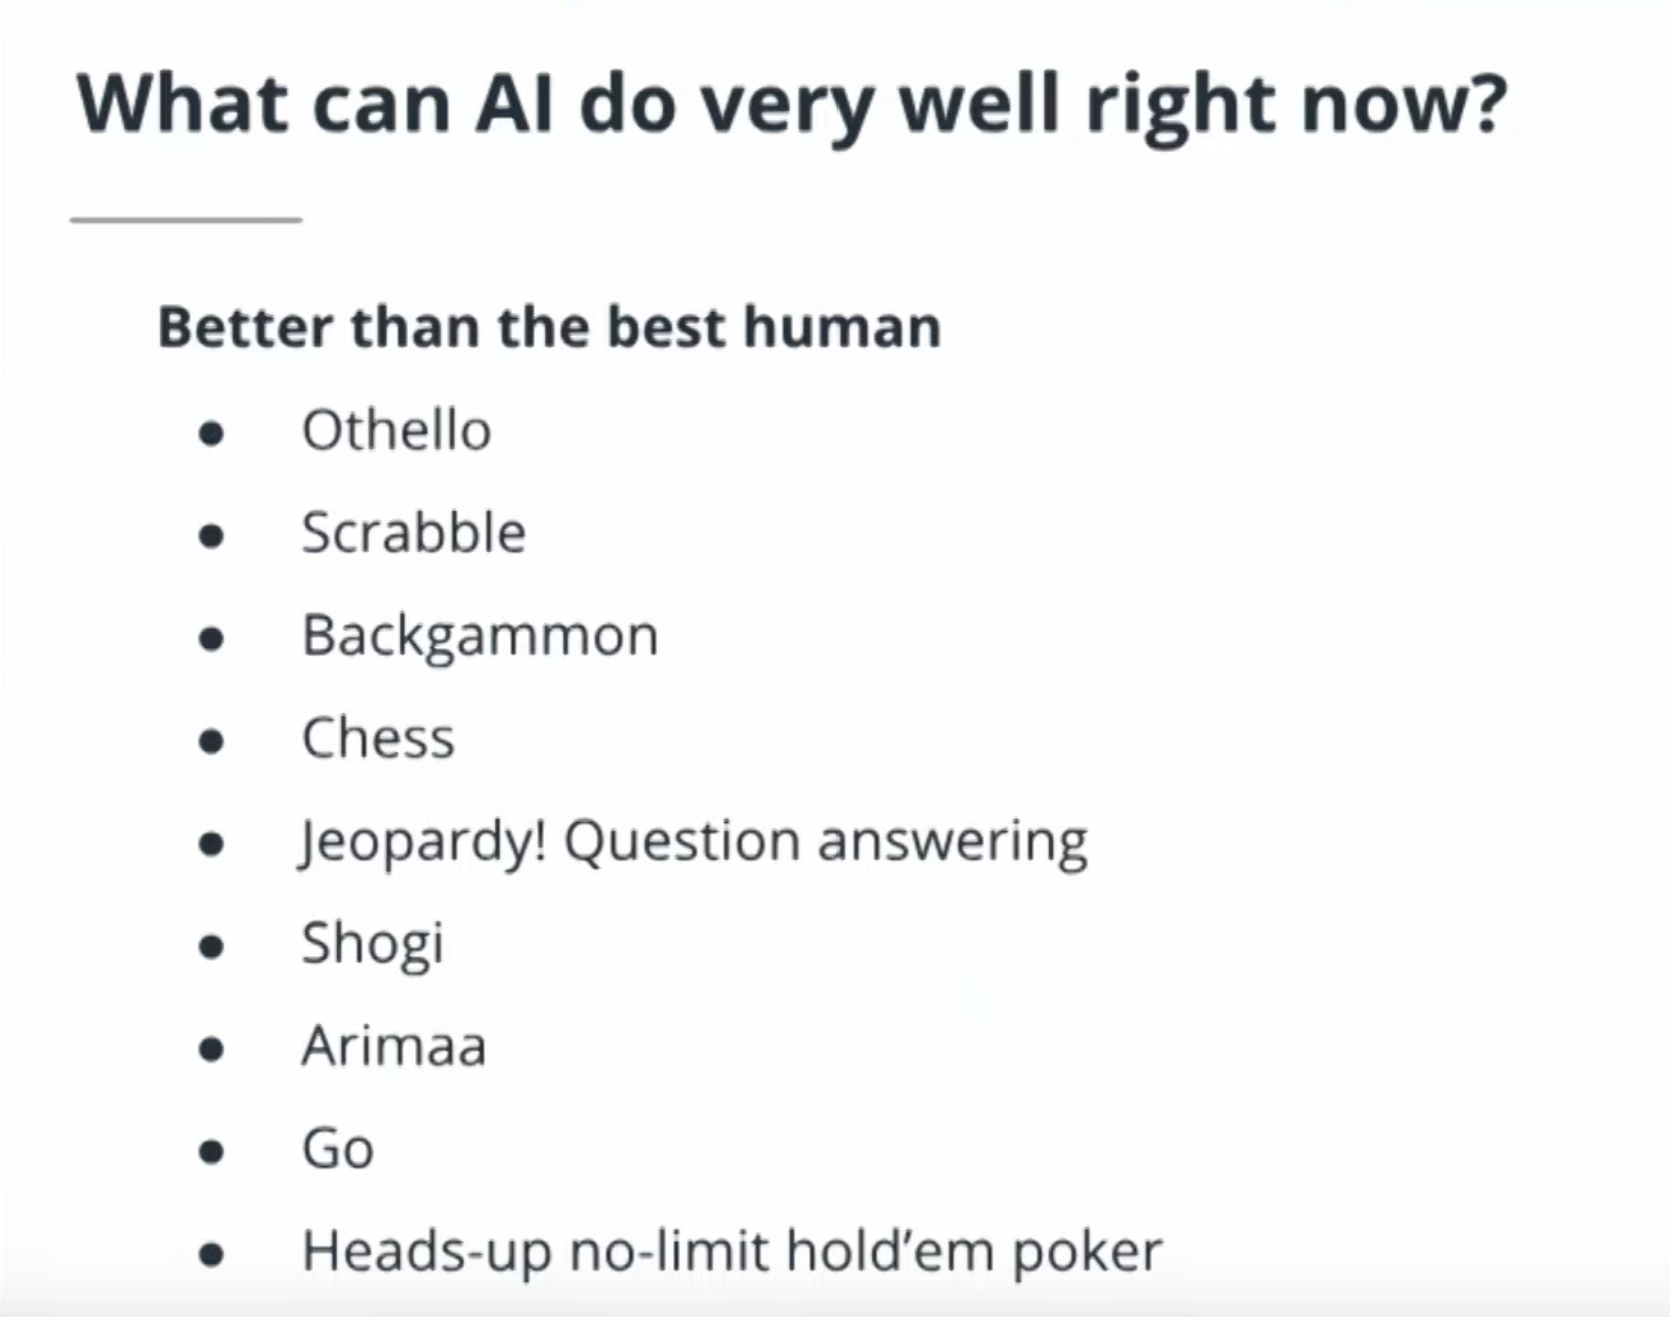 What can AI do very well right now?
Better than the best human
● Othello
● Scrabble
● Backgammon
● Chess
● Jeopardy! Question answering
● Shogi
● Arimaa
● Go
● Heads-up no-limit hold’em poker